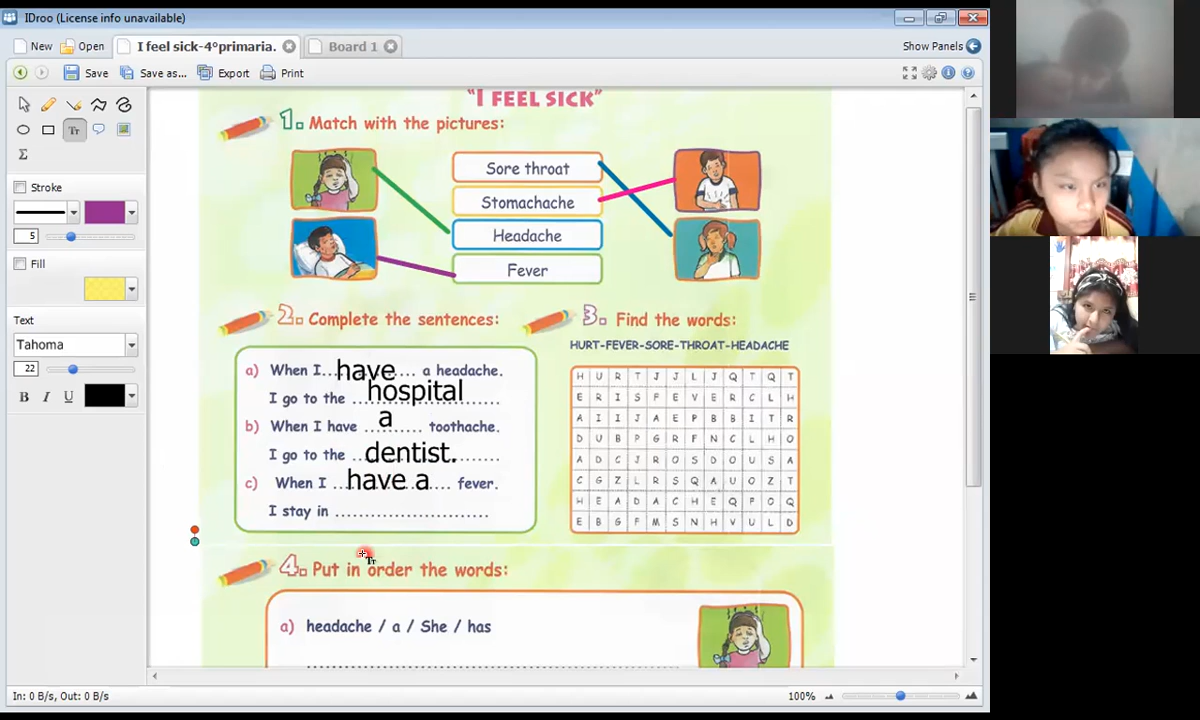 IDroo (License info unavailable)
New Open I feel sick-4°primaria. Board 1 Show Panels
Save Save as... Export Print
"I FEEL SICK"
1. Match with the pictures:
Sore throat
Stomachache
Headache
Fever
Stroke
5
Fill
Text
Tahoma
22
B I U
2. Complete the sentences:
a) When I...have.... a headache.
I go to the ...hospital......
b) When I have ...a...... toothache.
I go to the ...dentist.......
c) When I ...have a.... fever.
I stay in ..........................
3. Find the words:
HURT-FEVER-SORE-THROAT-HEADACHE
H U R T J J L J Q T Q T
E R I S F E V E R C L H
A I I J A E P B B I T R
D U B P G R F N C L H O
A D C J R O S D O U S A
C G Z L R S Q A U O Z T
H E A D A C H E Q F O Q
E B G F M S N H V U L D
4. Put in order the words:
a) headache / a / She / has
In: 0 B/s, Out: 0 B/s 100%